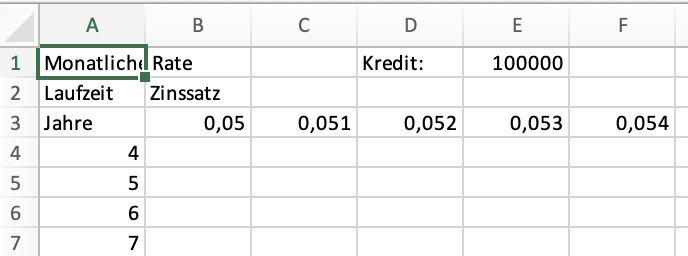 A B C D E F
1 Monatliche Rate Kredit: 100000
2 Laufzeit Zinssatz
3 Jahre 0,05 0,051 0,052 0,053 0,054
4 4
5 5
6 6
7 7